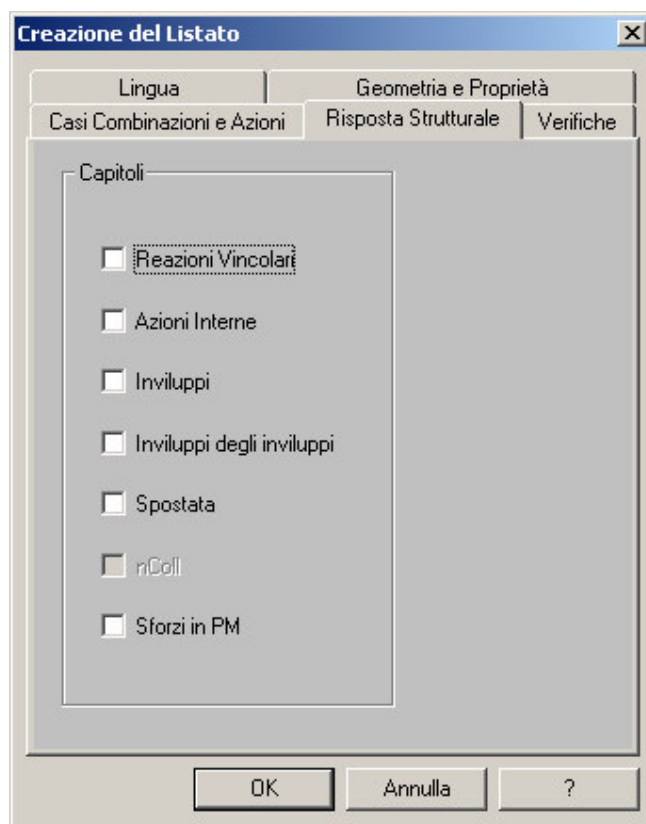 Creazione del Listato
Lingua
Geometria e Proprietà
Casi Combinazioni e Azioni
Risposta Strutturale
Verifiche
Capitoli
Reazioni Vincolari
Azioni Interne
Inviluppi
Inviluppi degli inviluppi
Spostata
nColl
Sforzi in PM
OK
Annulla
?